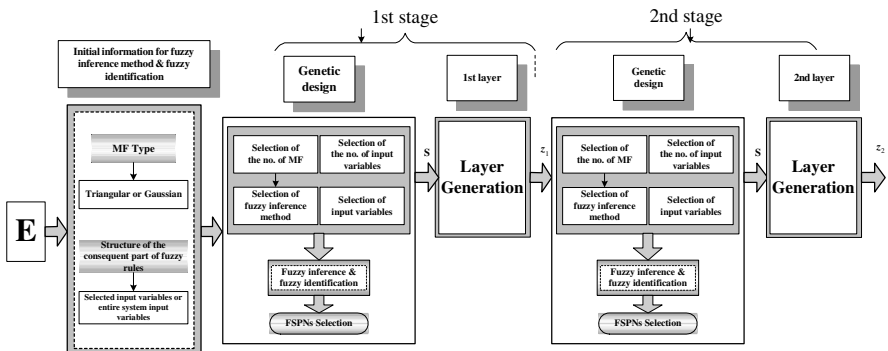 1st stage
2nd stage
Initial information for fuzzy
inference method & fuzzy
identification
Genetic
design
1st layer
Genetic
design
2nd layer
E
MF Type
Triangular or Gaussian
Structure of the
consequent part of fuzzy
rules
Selected input variables or
entire system input
variables
Selection of
the no. of MF
Selection of
the no. of input
variables
Selection of
fuzzy inference
method
Selection of
input variables
Fuzzy inference &
fuzzy identification
FSPNs Selection
S
Layer
Generation
z1
Selection of
the no. of MF
Selection of
the no. of input
variables
Selection of
fuzzy inference
method
Selection of
input variables
Fuzzy inference &
fuzzy identification
FSPNs Selection
S
Layer
Generation
z2